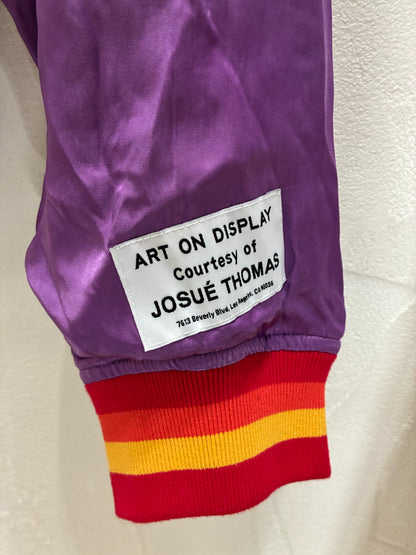 ART ON DISPLAY
Courtesy of
JOSUÉ THOMAS
7613 Beverly Blvd. Los Angeles, CA 90036